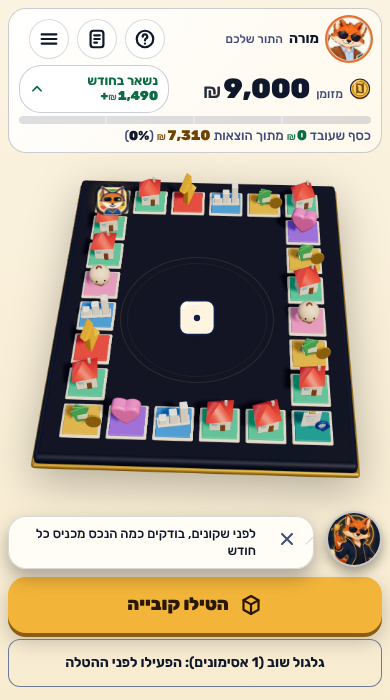 מורה התור שלכם
מזומן 9,000 ₪
נשאר בחודש
+₪1,490
כסף שעובד ₪0 מתוך הוצאות ₪7,310 (0%)
לפני שקונים, בודקים כמה הנכס מכניס כל
חודש
הטילו קובייה
גלגול שוב (1 אסימונים): הפעילו לפני ההטלה